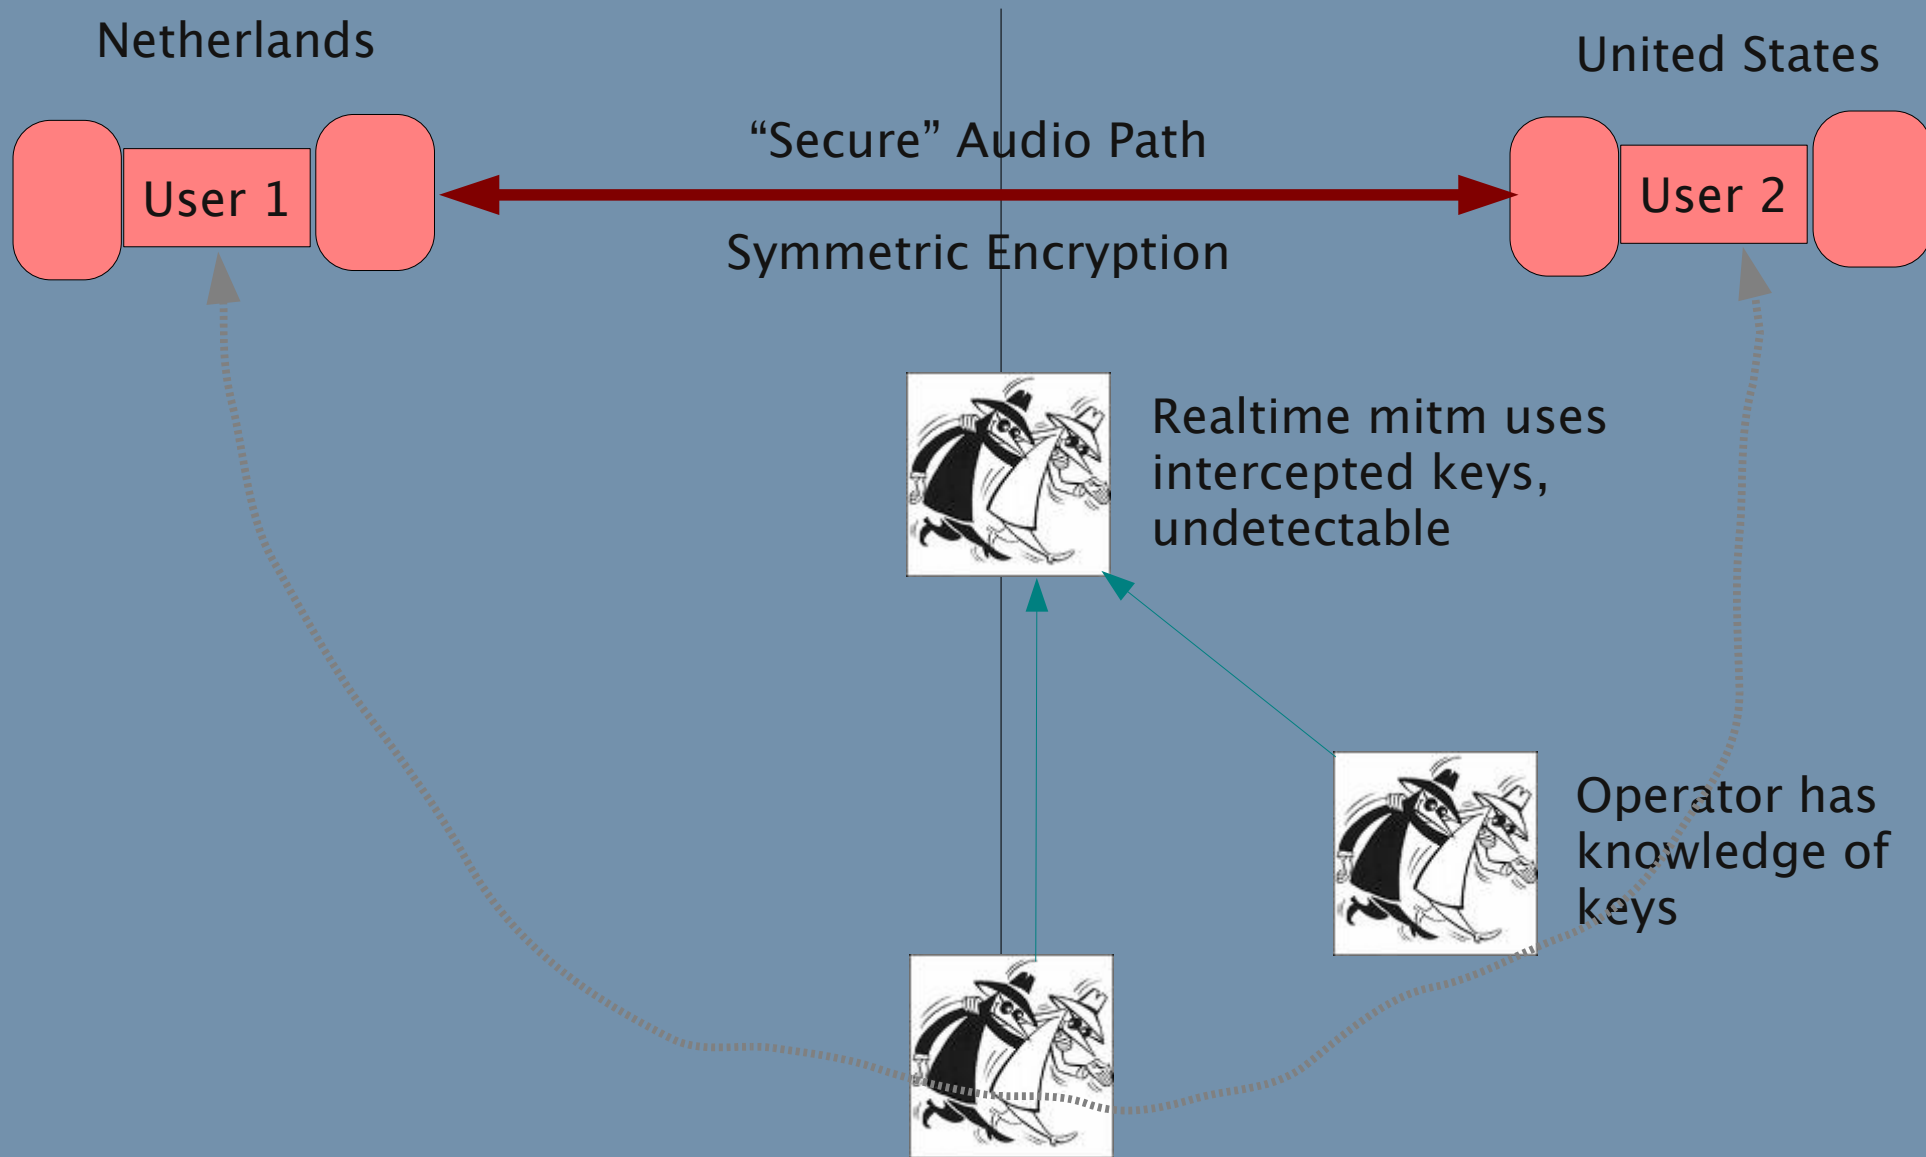 Netherlands
United States
“Secure” Audio Path
User 1
User 2
Symmetric Encryption
Realtime mitm uses
intercepted keys,
undetectable
Operator has
knowledge of
keys